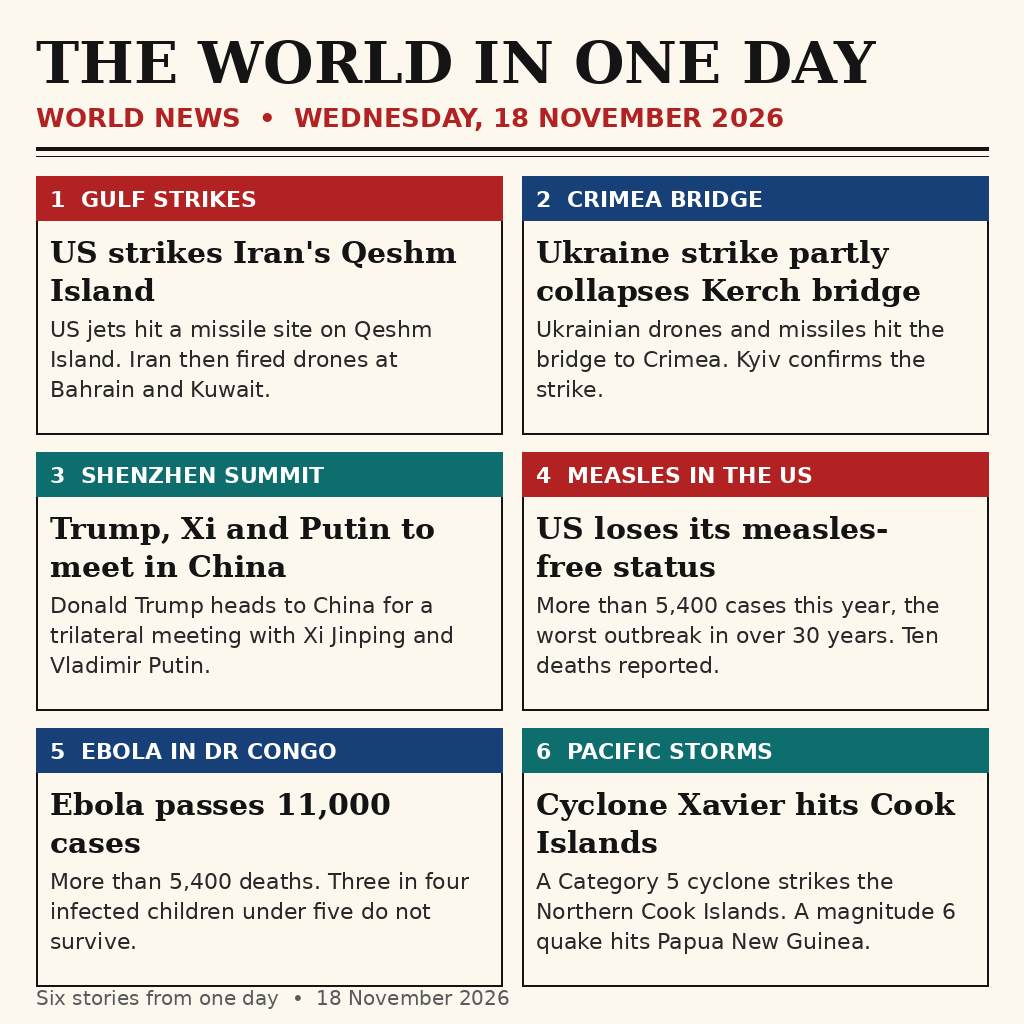 THE WORLD IN ONE DAY
WORLD NEWS • WEDNESDAY, 18 NOVEMBER 2026
1 GULF STRIKES
US strikes Iran's Qeshm
Island
US jets hit a missile site on Qeshm
Island. Iran then fired drones at
Bahrain and Kuwait.
2 CRIMEA BRIDGE
Ukraine strike partly
collapses Kerch bridge
Ukrainian drones and missiles hit the
bridge to Crimea. Kyiv confirms the
strike.
3 SHENZHEN SUMMIT
Trump, Xi and Putin to
meet in China
Donald Trump heads to China for a
trilateral meeting with Xi Jinping and
Vladimir Putin.
4 MEASLES IN THE US
US loses its measles-
free status
More than 5,400 cases this year, the
worst outbreak in over 30 years. Ten
deaths reported.
5 EBOLA IN DR CONGO
Ebola passes 11,000
cases
More than 5,400 deaths. Three in four
infected children under five do not
survive.
6 PACIFIC STORMS
Cyclone Xavier hits Cook
Islands
A Category 5 cyclone strikes the
Northern Cook Islands. A magnitude 6
quake hits Papua New Guinea.
Six stories from one day • 18 November 2026